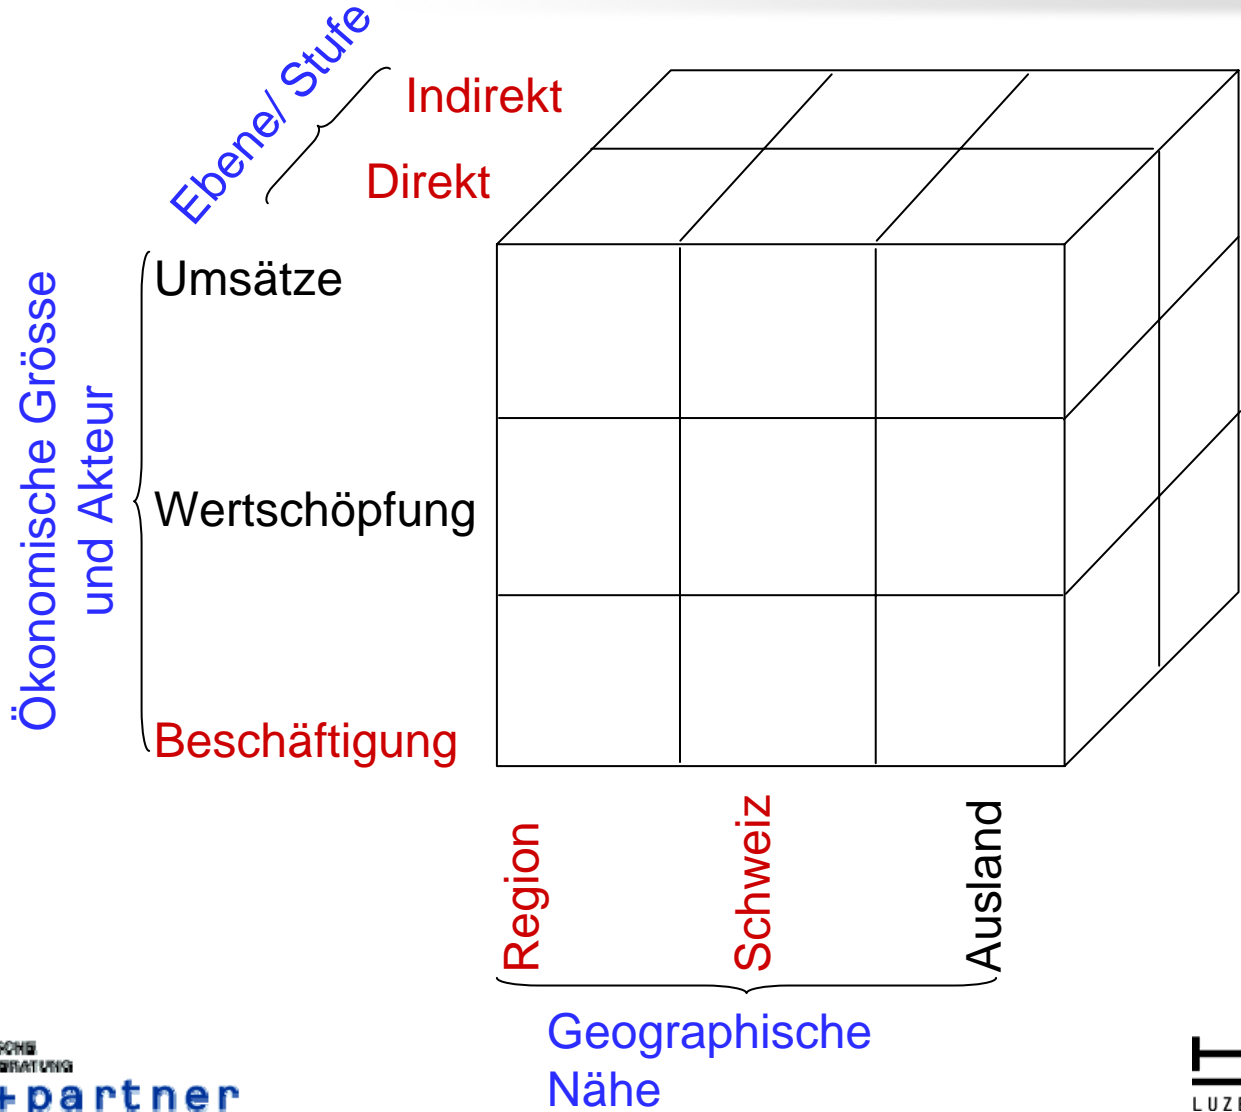 Ebene/ Stufe
Indirekt
Direkt
Ökonomische Grösse
und Akteur
Umsätze
Wertschöpfung
Beschäftigung
Region
Schweiz
Ausland
Geographische
Nähe
+partner